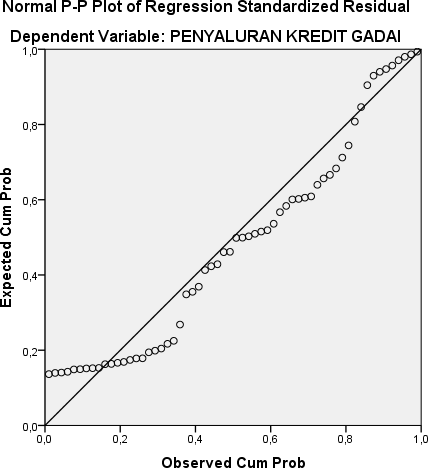 Normal P-P Plot of Regression Standardized Residual
Dependent Variable: PENYALURAN KREDIT GADAI
1,0
0,8
0,6
0,4
0,2
0,0
Expected Cum Prob
0,0 0,2 0,4 0,6 0,8 1,0
Observed Cum Prob